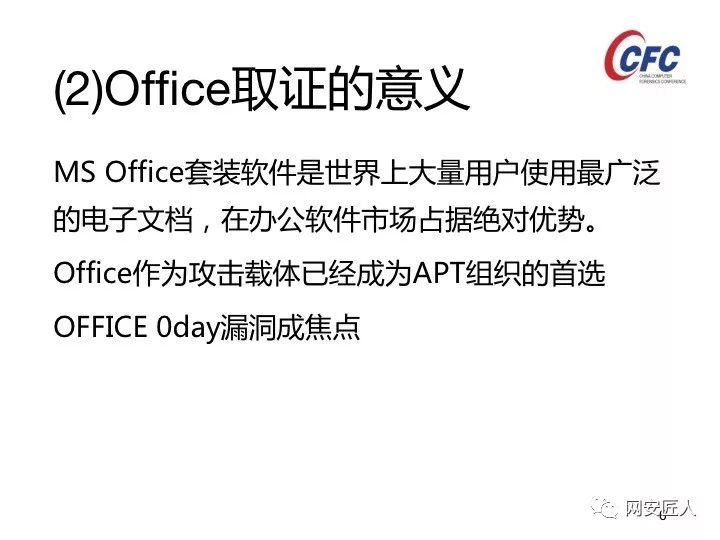 (2)Office取证的意义
CFC
CHINA COMPUTER
FORENSICS CONFERENCE
MS Office套装软件是世界上大量用户使用最广泛
的电子文档，在办公软件市场占据绝对优势。
Office作为攻击载体已经成为APT组织的首选
OFFICE 0day漏洞成焦点
网安匠人
6